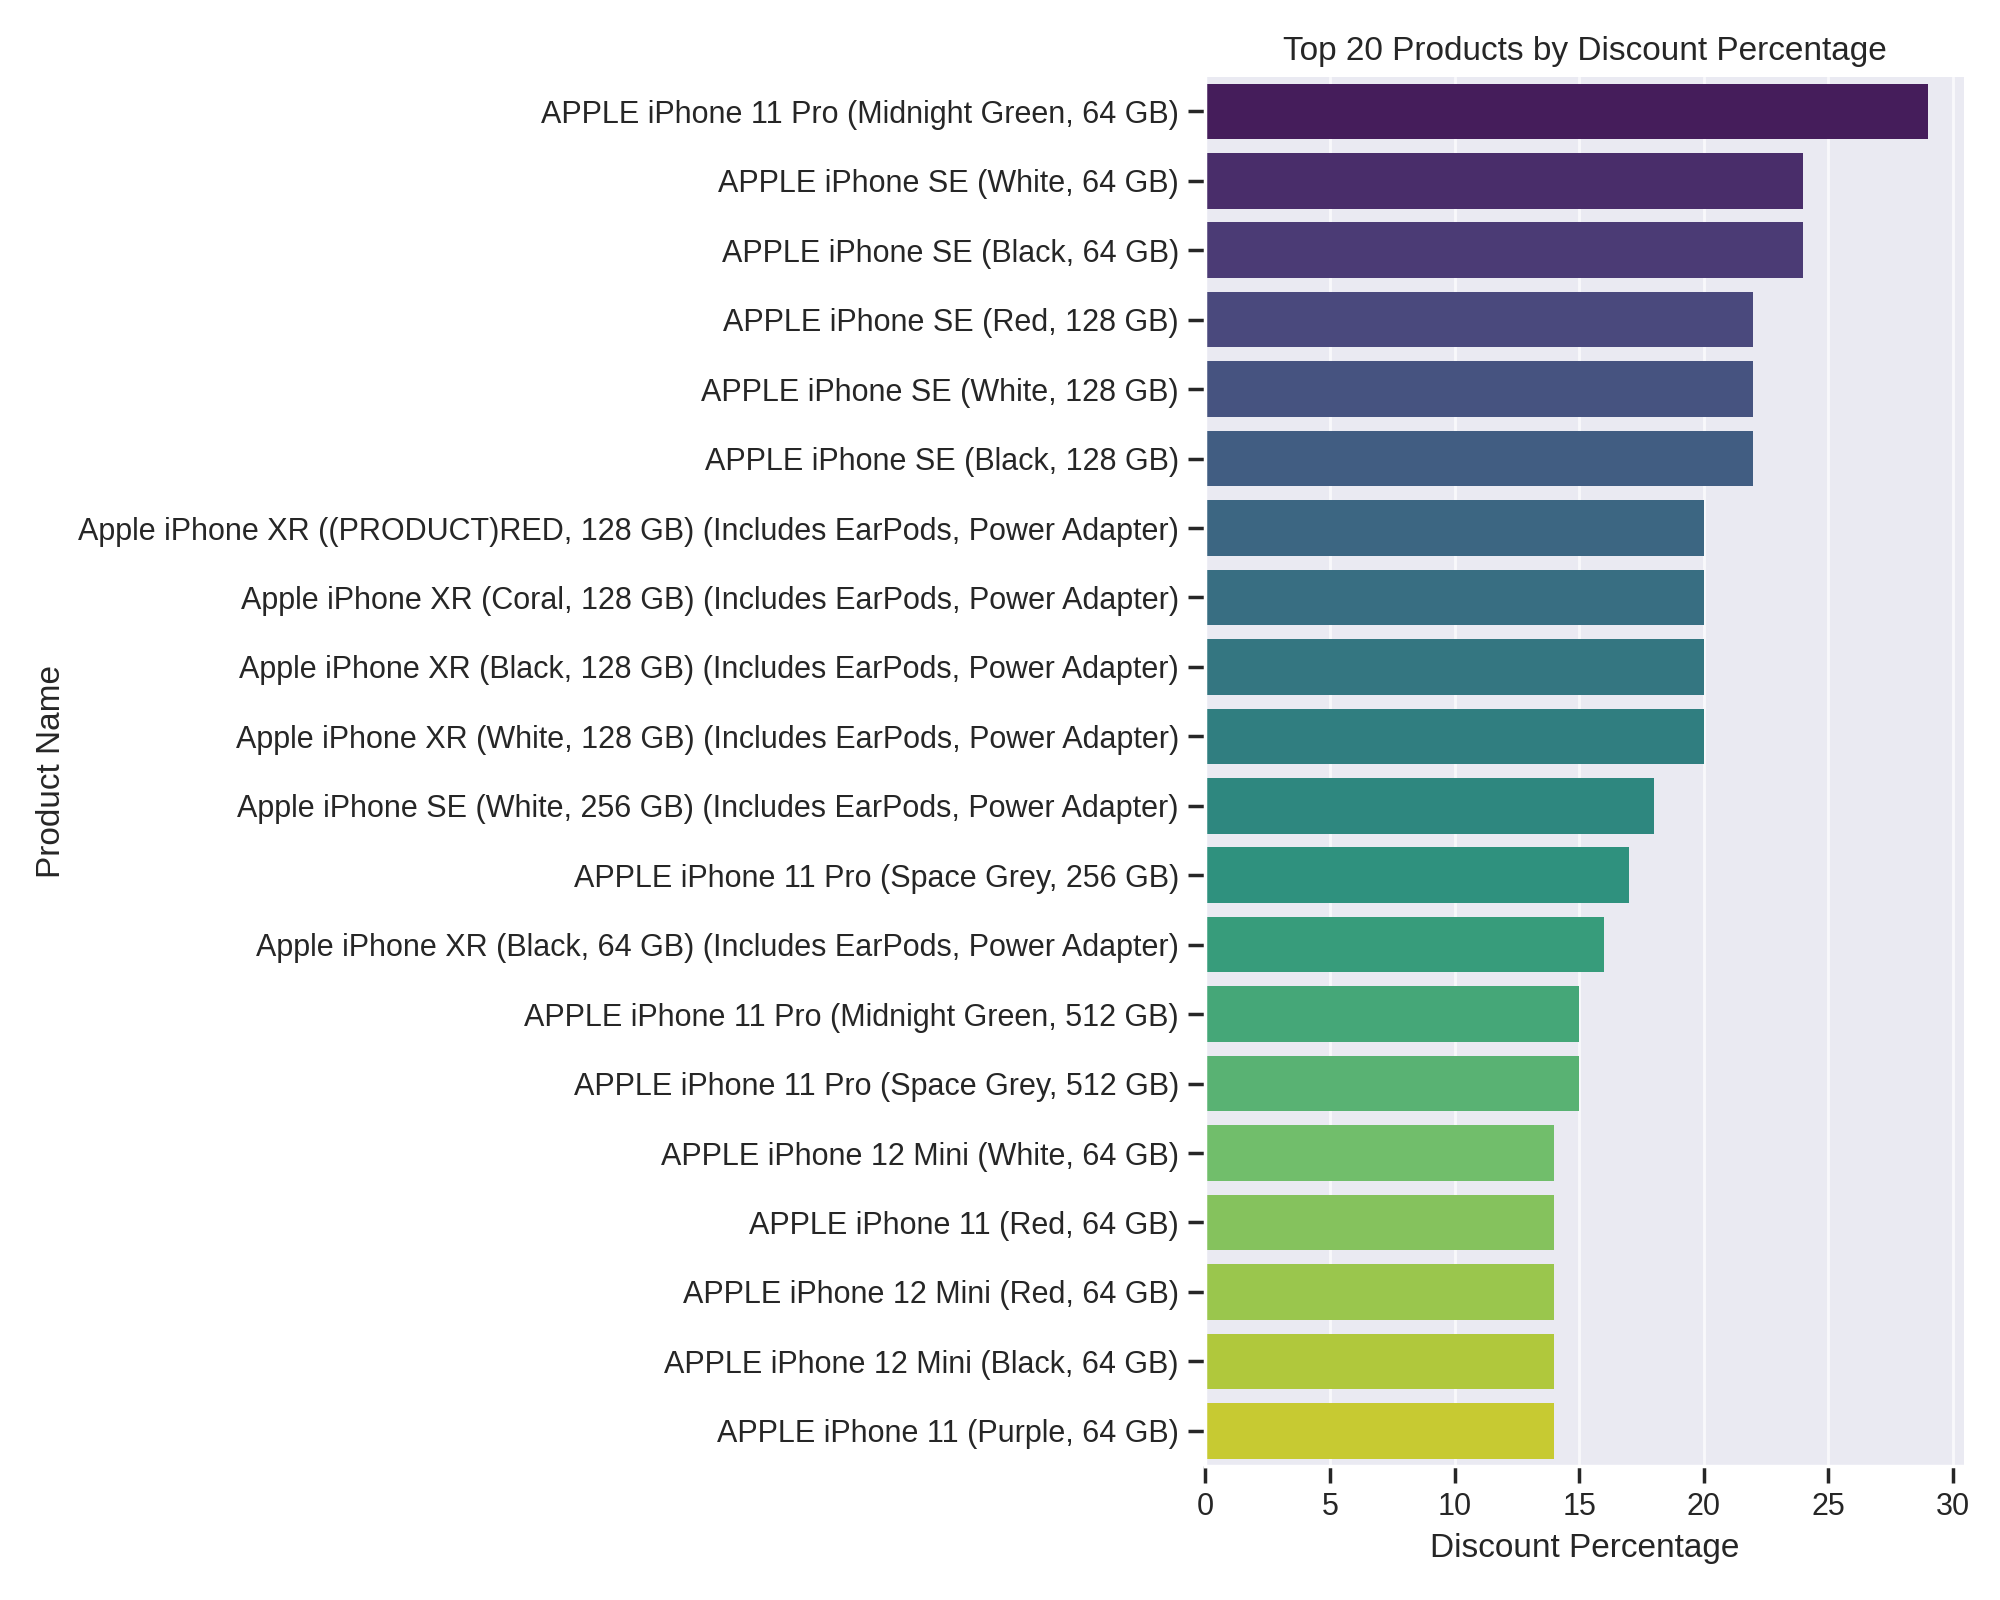 Top 20 Products by Discount Percentage
APPLE iPhone 11 Pro (Midnight Green, 64 GB)
APPLE iPhone SE (White, 64 GB)
APPLE iPhone SE (Black, 64 GB)
APPLE iPhone SE (Red, 128 GB)
APPLE iPhone SE (White, 128 GB)
APPLE iPhone SE (Black, 128 GB)
Apple iPhone XR ((PRODUCT)RED, 128 GB) (Includes EarPods, Power Adapter)
Apple iPhone XR (Coral, 128 GB) (Includes EarPods, Power Adapter)
Apple iPhone XR (Black, 128 GB) (Includes EarPods, Power Adapter)
Apple iPhone XR (White, 128 GB) (Includes EarPods, Power Adapter)
Apple iPhone SE (White, 256 GB) (Includes EarPods, Power Adapter)
APPLE iPhone 11 Pro (Space Grey, 256 GB)
Apple iPhone XR (Black, 64 GB) (Includes EarPods, Power Adapter)
APPLE iPhone 11 Pro (Midnight Green, 512 GB)
APPLE iPhone 11 Pro (Space Grey, 512 GB)
APPLE iPhone 12 Mini (White, 64 GB)
APPLE iPhone 11 (Red, 64 GB)
APPLE iPhone 12 Mini (Red, 64 GB)
APPLE iPhone 12 Mini (Black, 64 GB)
APPLE iPhone 11 (Purple, 64 GB)
Product Name
0 5 10 15 20 25 30
Discount Percentage